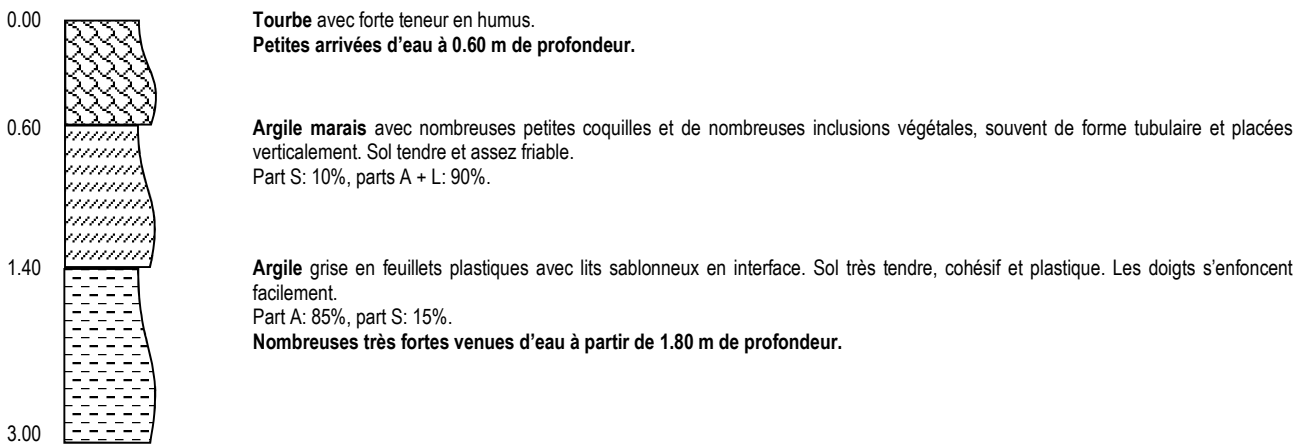 0.00
Tourbe avec forte teneur en humus.
Petites arrivées d'eau à 0.60 m de profondeur.
0.60
Argile marais avec nombreuses petites coquilles et de nombreuses inclusions végétales, souvent de forme tubulaire et placées
verticalement. Sol tendre et assez friable.
Part S: 10%, parts A + L: 90%.
1.40
Argile grise en feuillets plastiques avec lits sablonneux en interface. Sol très tendre, cohésif et plastique. Les doigts s'enfoncent
facilement.
Part A: 85%, part S: 15%.
Nombreuses très fortes venues d'eau à partir de 1.80 m de profondeur.
3.00